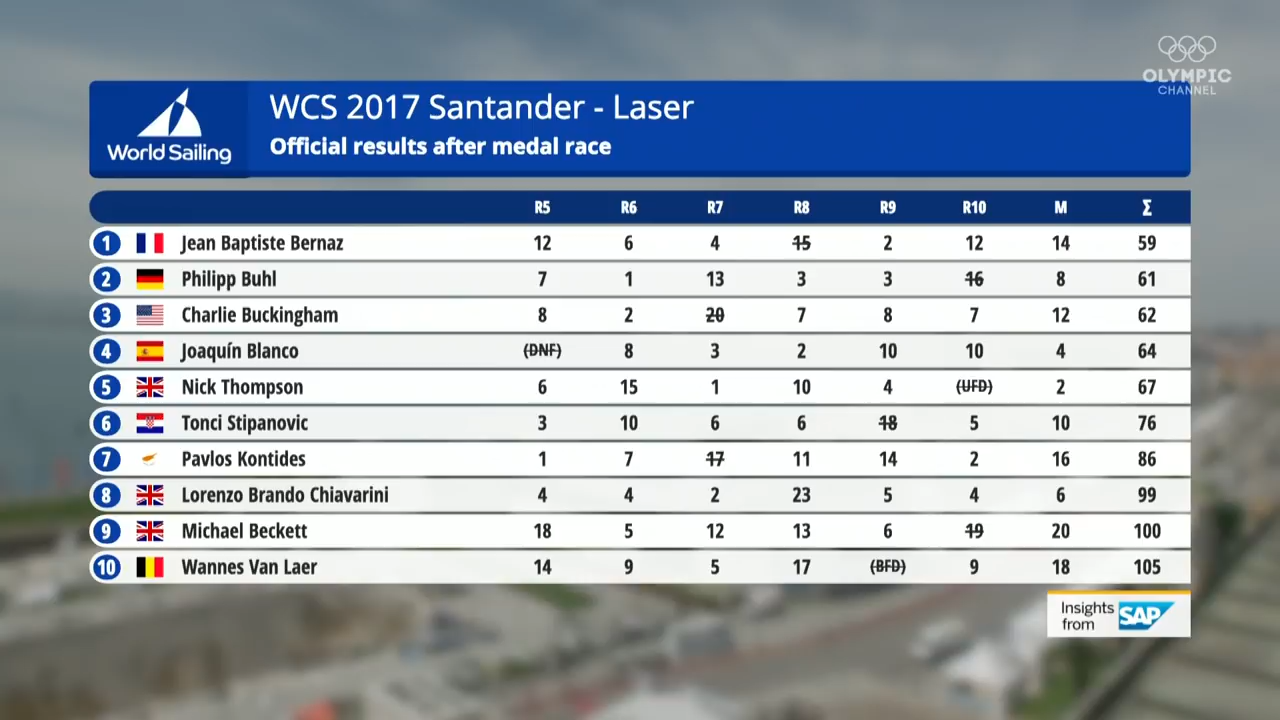 OLYMPIC
CHANNEL
World Sailing
WCS 2017 Santander - Laser
Official results after medal race
R5 R6 R7 R8 R9 R10 M Σ
1 Jean Baptiste Bernaz 12 6 4 15 2 12 14 59
2 Philipp Buhl 7 1 13 3 3 16 8 61
3 Charlie Buckingham 8 2 20 7 8 7 12 62
4 Joaquín Blanco (DNF) 8 3 2 10 10 4 64
5 Nick Thompson 6 15 1 10 4 (UFD) 2 67
6 Tonci Stipanovic 3 10 6 6 18 5 10 76
7 Pavlos Kontides 1 7 17 11 14 2 16 86
8 Lorenzo Brando Chiavarini 4 4 2 23 5 4 6 99
9 Michael Beckett 18 5 12 13 6 19 20 100
10 Wannes Van Laer 14 9 5 17 (BFD) 9 18 105
Insights
from SAP